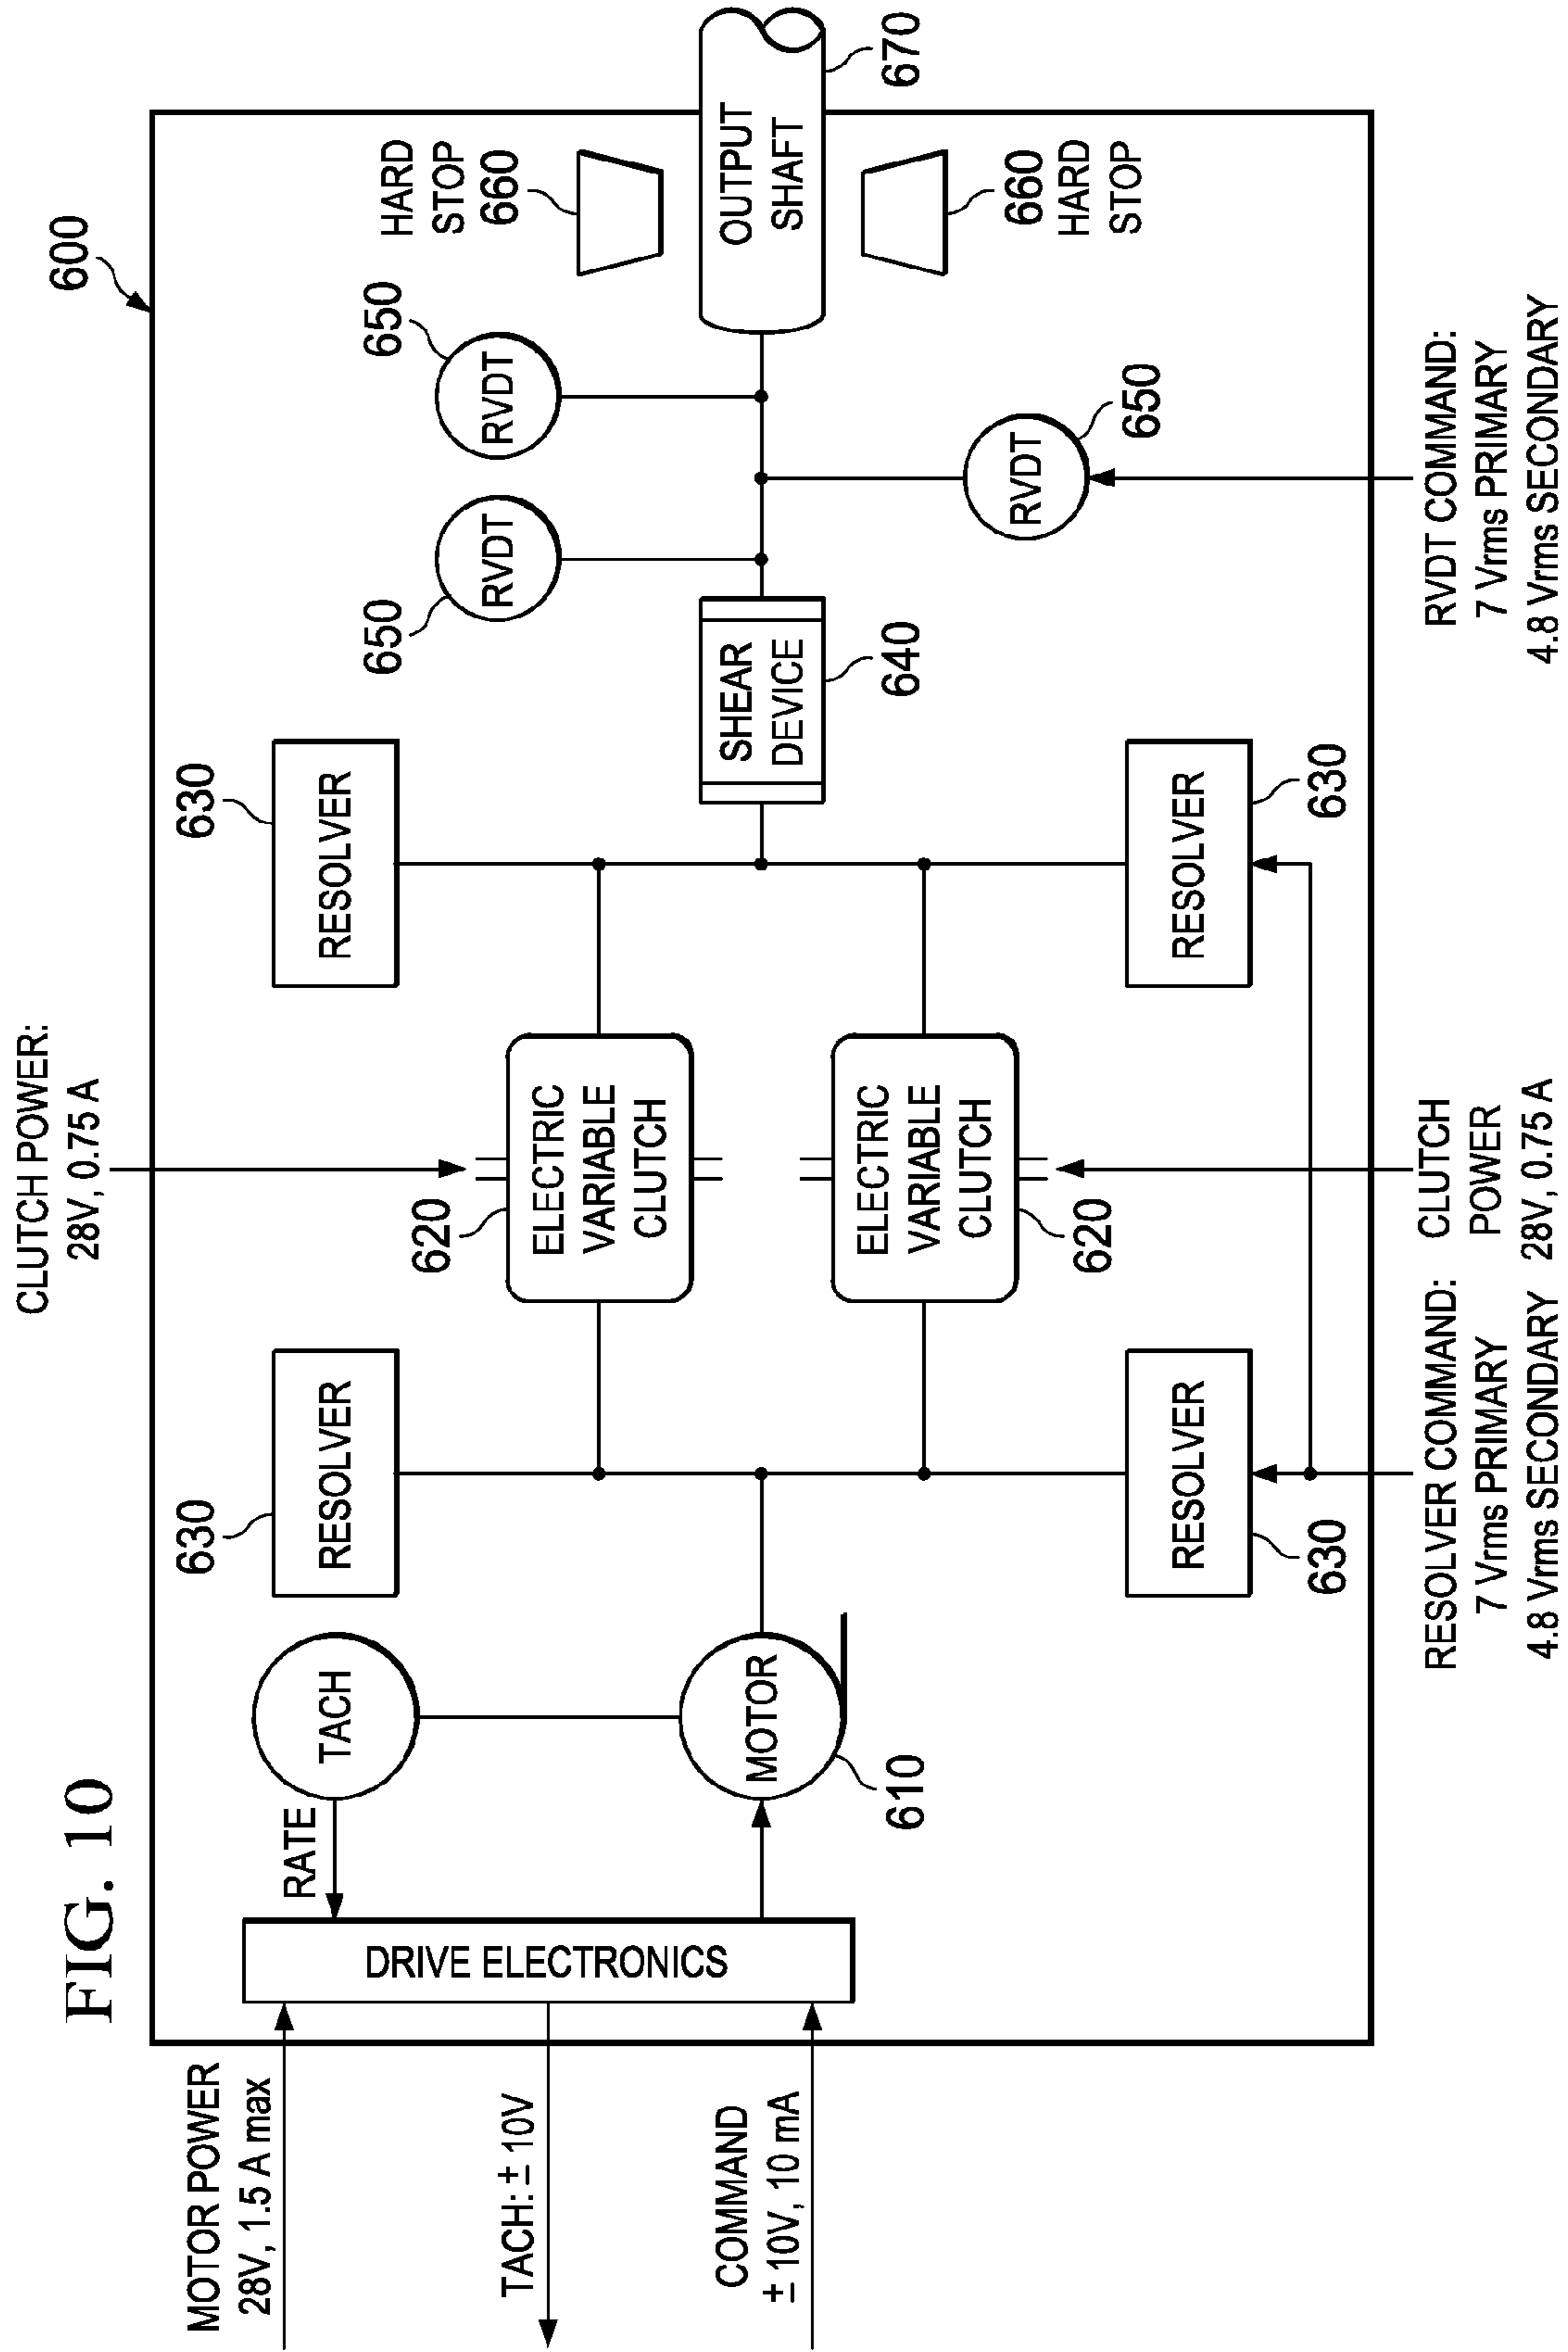 FIG. 10
600
CLUTCH POWER:
28V, 0.75 A
MOTOR POWER
28V, 1.5 A max
TACH: ± 10V
COMMAND
± 10V, 10 mA
DRIVE ELECTRONICS
RATE
TACH
MOTOR
610
630
RESOLVER
RESOLVER
630
620
ELECTRIC
VARIABLE
CLUTCH
ELECTRIC
VARIABLE
CLUTCH
620
630
RESOLVER
RESOLVER
630
SHEAR
DEVICE
640
650
RVDT
650
RVDT
RVDT
650
HARD
STOP
660
OUTPUT
SHAFT
670
660
HARD
STOP
RESOLVER COMMAND:
7 Vrms PRIMARY
4.8 Vrms SECONDARY
CLUTCH
POWER
28V, 0.75 A
RVDT COMMAND:
7 Vrms PRIMARY
4.8 Vrms SECONDARY